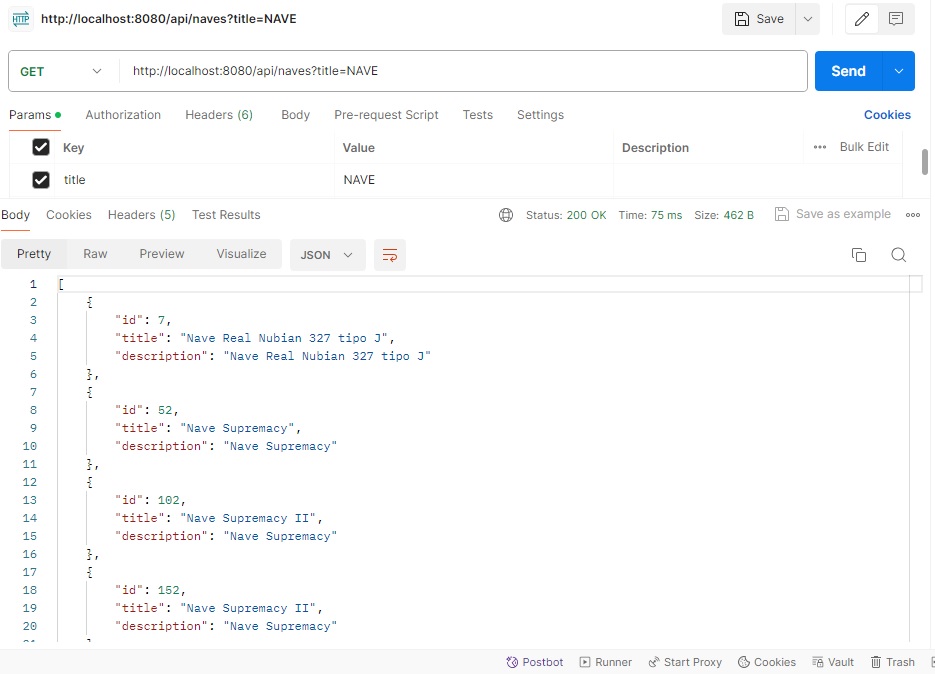 HTTP http://localhost:8080/api/naves?title=NAVE Save
GET http://localhost:8080/api/naves?title=NAVE Send
Params Authorization Headers (6) Body Pre-request Script Tests Settings Cookies
Key Value Description ••• Bulk Edit
title NAVE
Body Cookies Headers (5) Test Results Status: 200 OK Time: 75 ms Size: 462 B Save as example
Pretty Raw Preview Visualize JSON
1 [
2 {
3 "id": 7,
4 "title": "Nave Real Nubian 327 tipo J",
5 "description": "Nave Real Nubian 327 tipo J"
6 },
7 {
8 "id": 52,
9 "title": "Nave Supremacy",
10 "description": "Nave Supremacy"
11 },
12 {
13 "id": 102,
14 "title": "Nave Supremacy II",
15 "description": "Nave Supremacy"
16 },
17 {
18 "id": 152,
19 "title": "Nave Supremacy II",
20 "description": "Nave Supremacy"
Postbot Runner Start Proxy Cookies Vault Trash